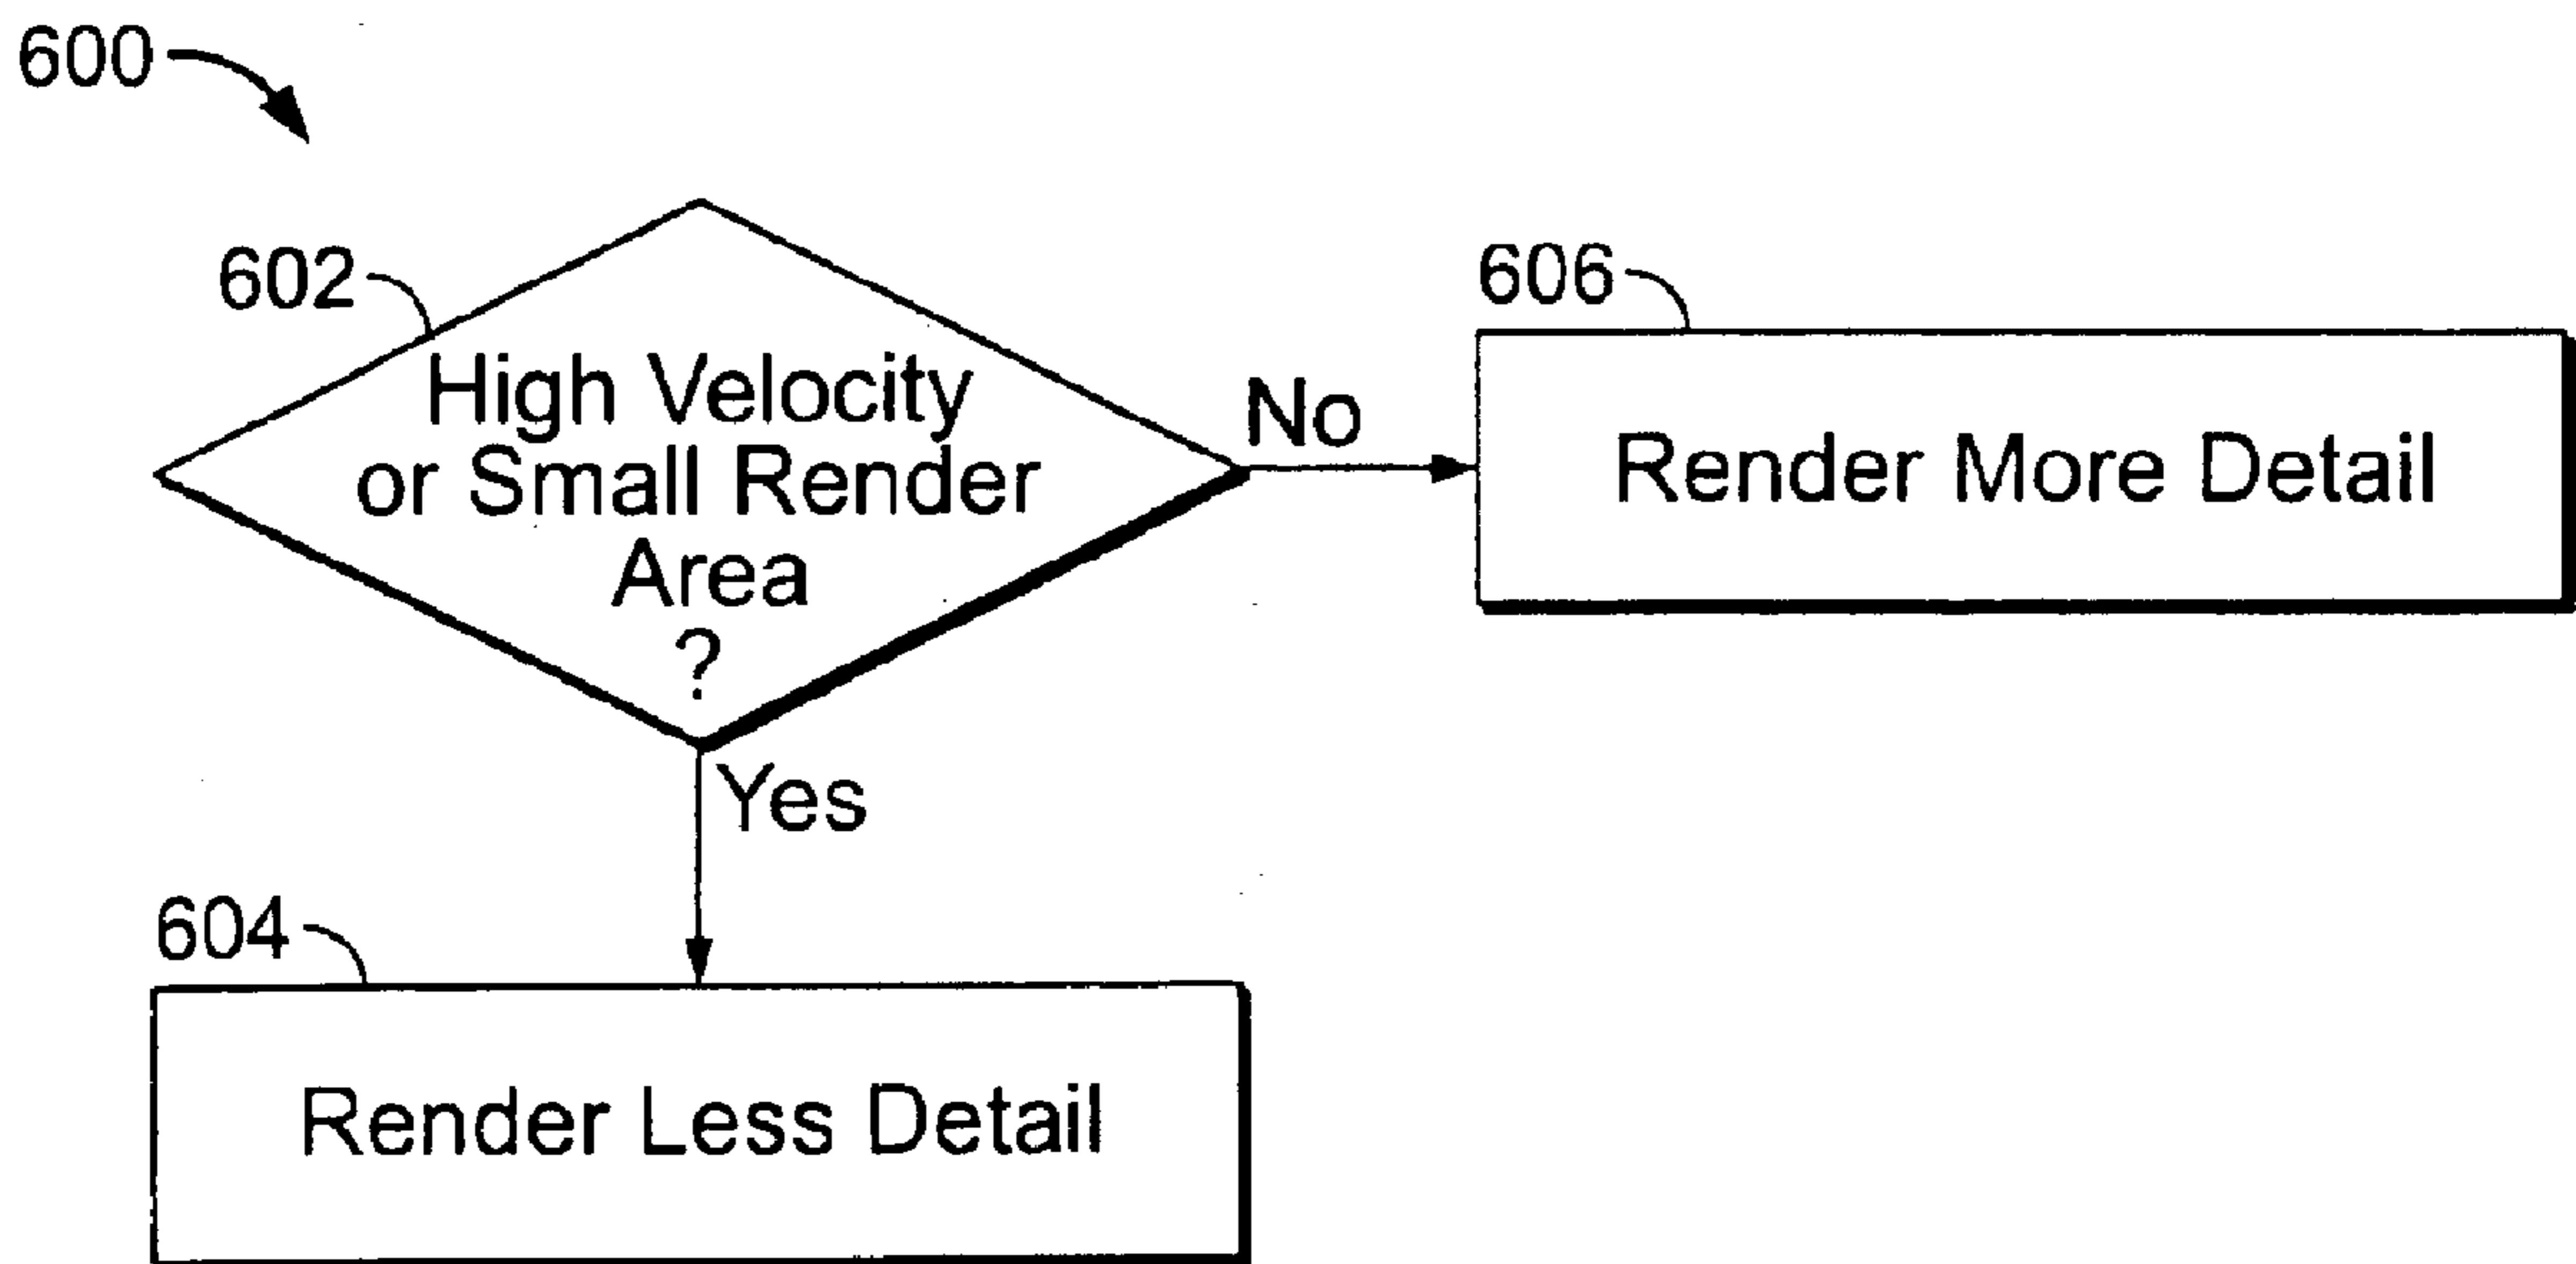 600
602
High Velocity
or Small Render
Area
?
No
606
Render More Detail
Yes
604
Render Less Detail